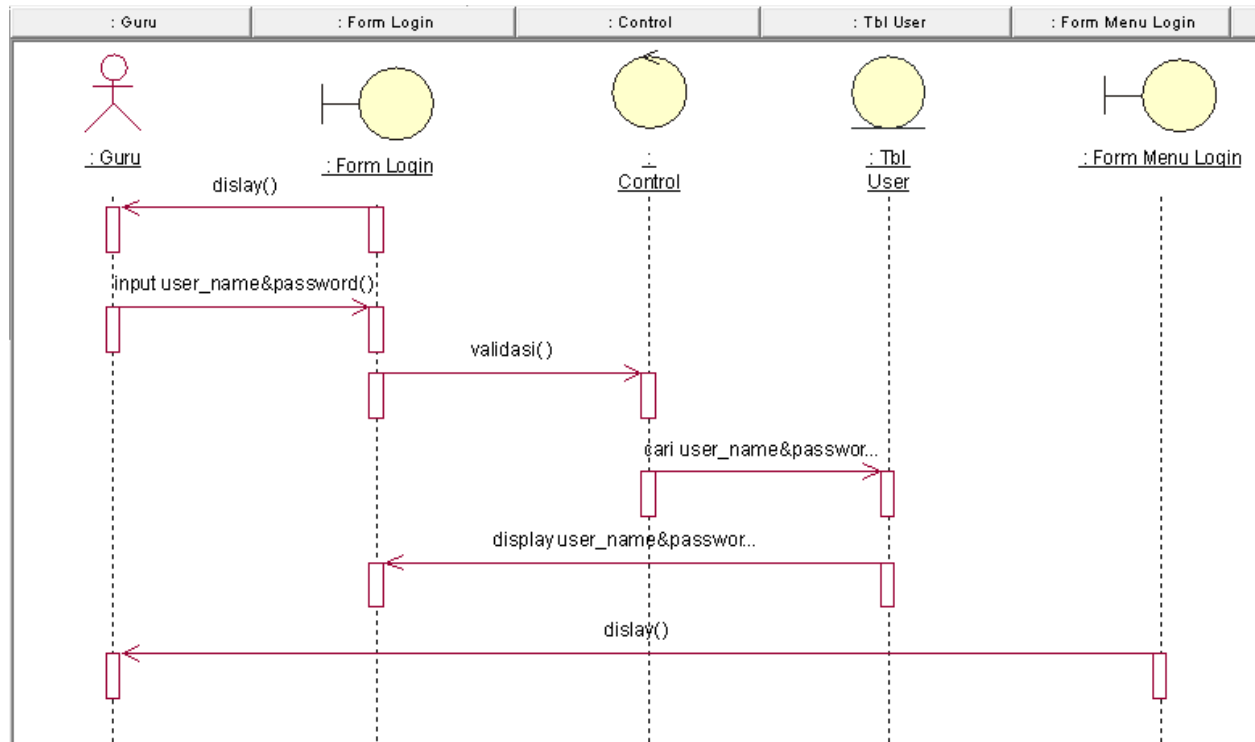 : Guru
: Form Login
: Control
: Tbl User
: Form Menu Login
: Guru
: Form Login
:
Control
: Tbl
User
: Form Menu Login
dislay()
input user_name&password()
validasi()
cari user_name&passwor...
display user_name&passwor...
dislay()